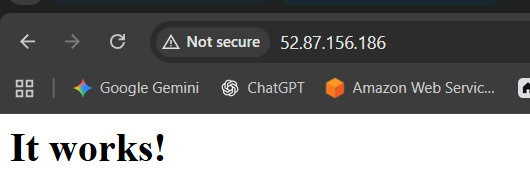 Not secure 52.87.156.186
Google Gemini ChatGPT Amazon Web Servic...
It works!